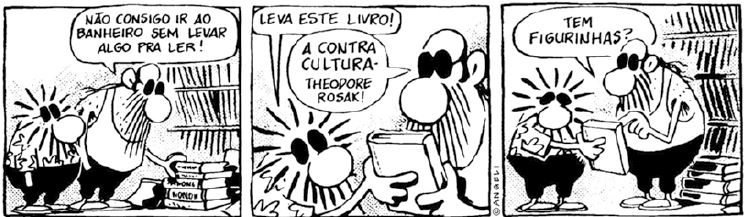 NÃO CONSIGO IR AO
BANHEIRO SEM LEVAR
ALGO PRA LER!
LEVA ESTE LIVRO!
A CONTRA
CULTURA-
THEODORE
ROSAK!
©ANGELI
TEM
FIGURINHAS?